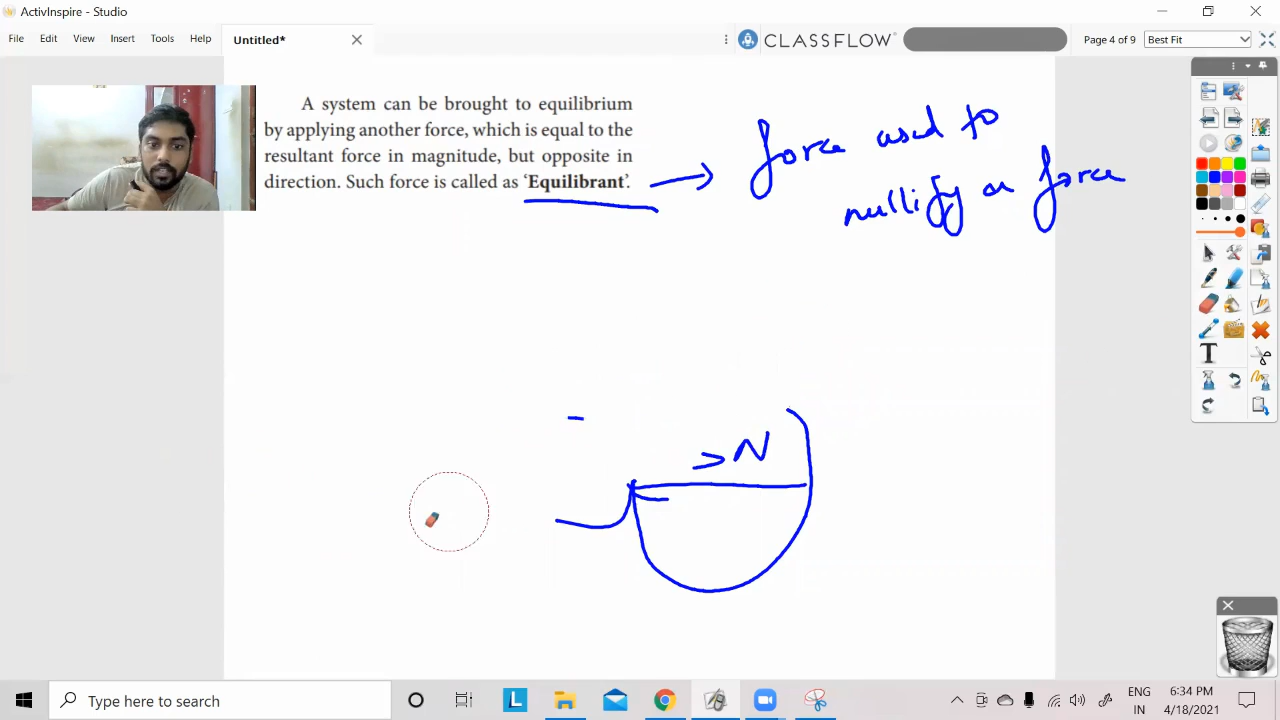 ActivInspire - Studio
File Edit View Insert Tools Help
Untitled*
CLASSFLOW
Page 4 of 9
Best Fit
A system can be brought to equilibrium
by applying another force, which is equal to the
resultant force in magnitude, but opposite in
direction. Such force is called as ‘Equilibrant’.
force used to
nullify a force
> N
Type here to search
ENG
IN
6:34 PM
4/18/2021